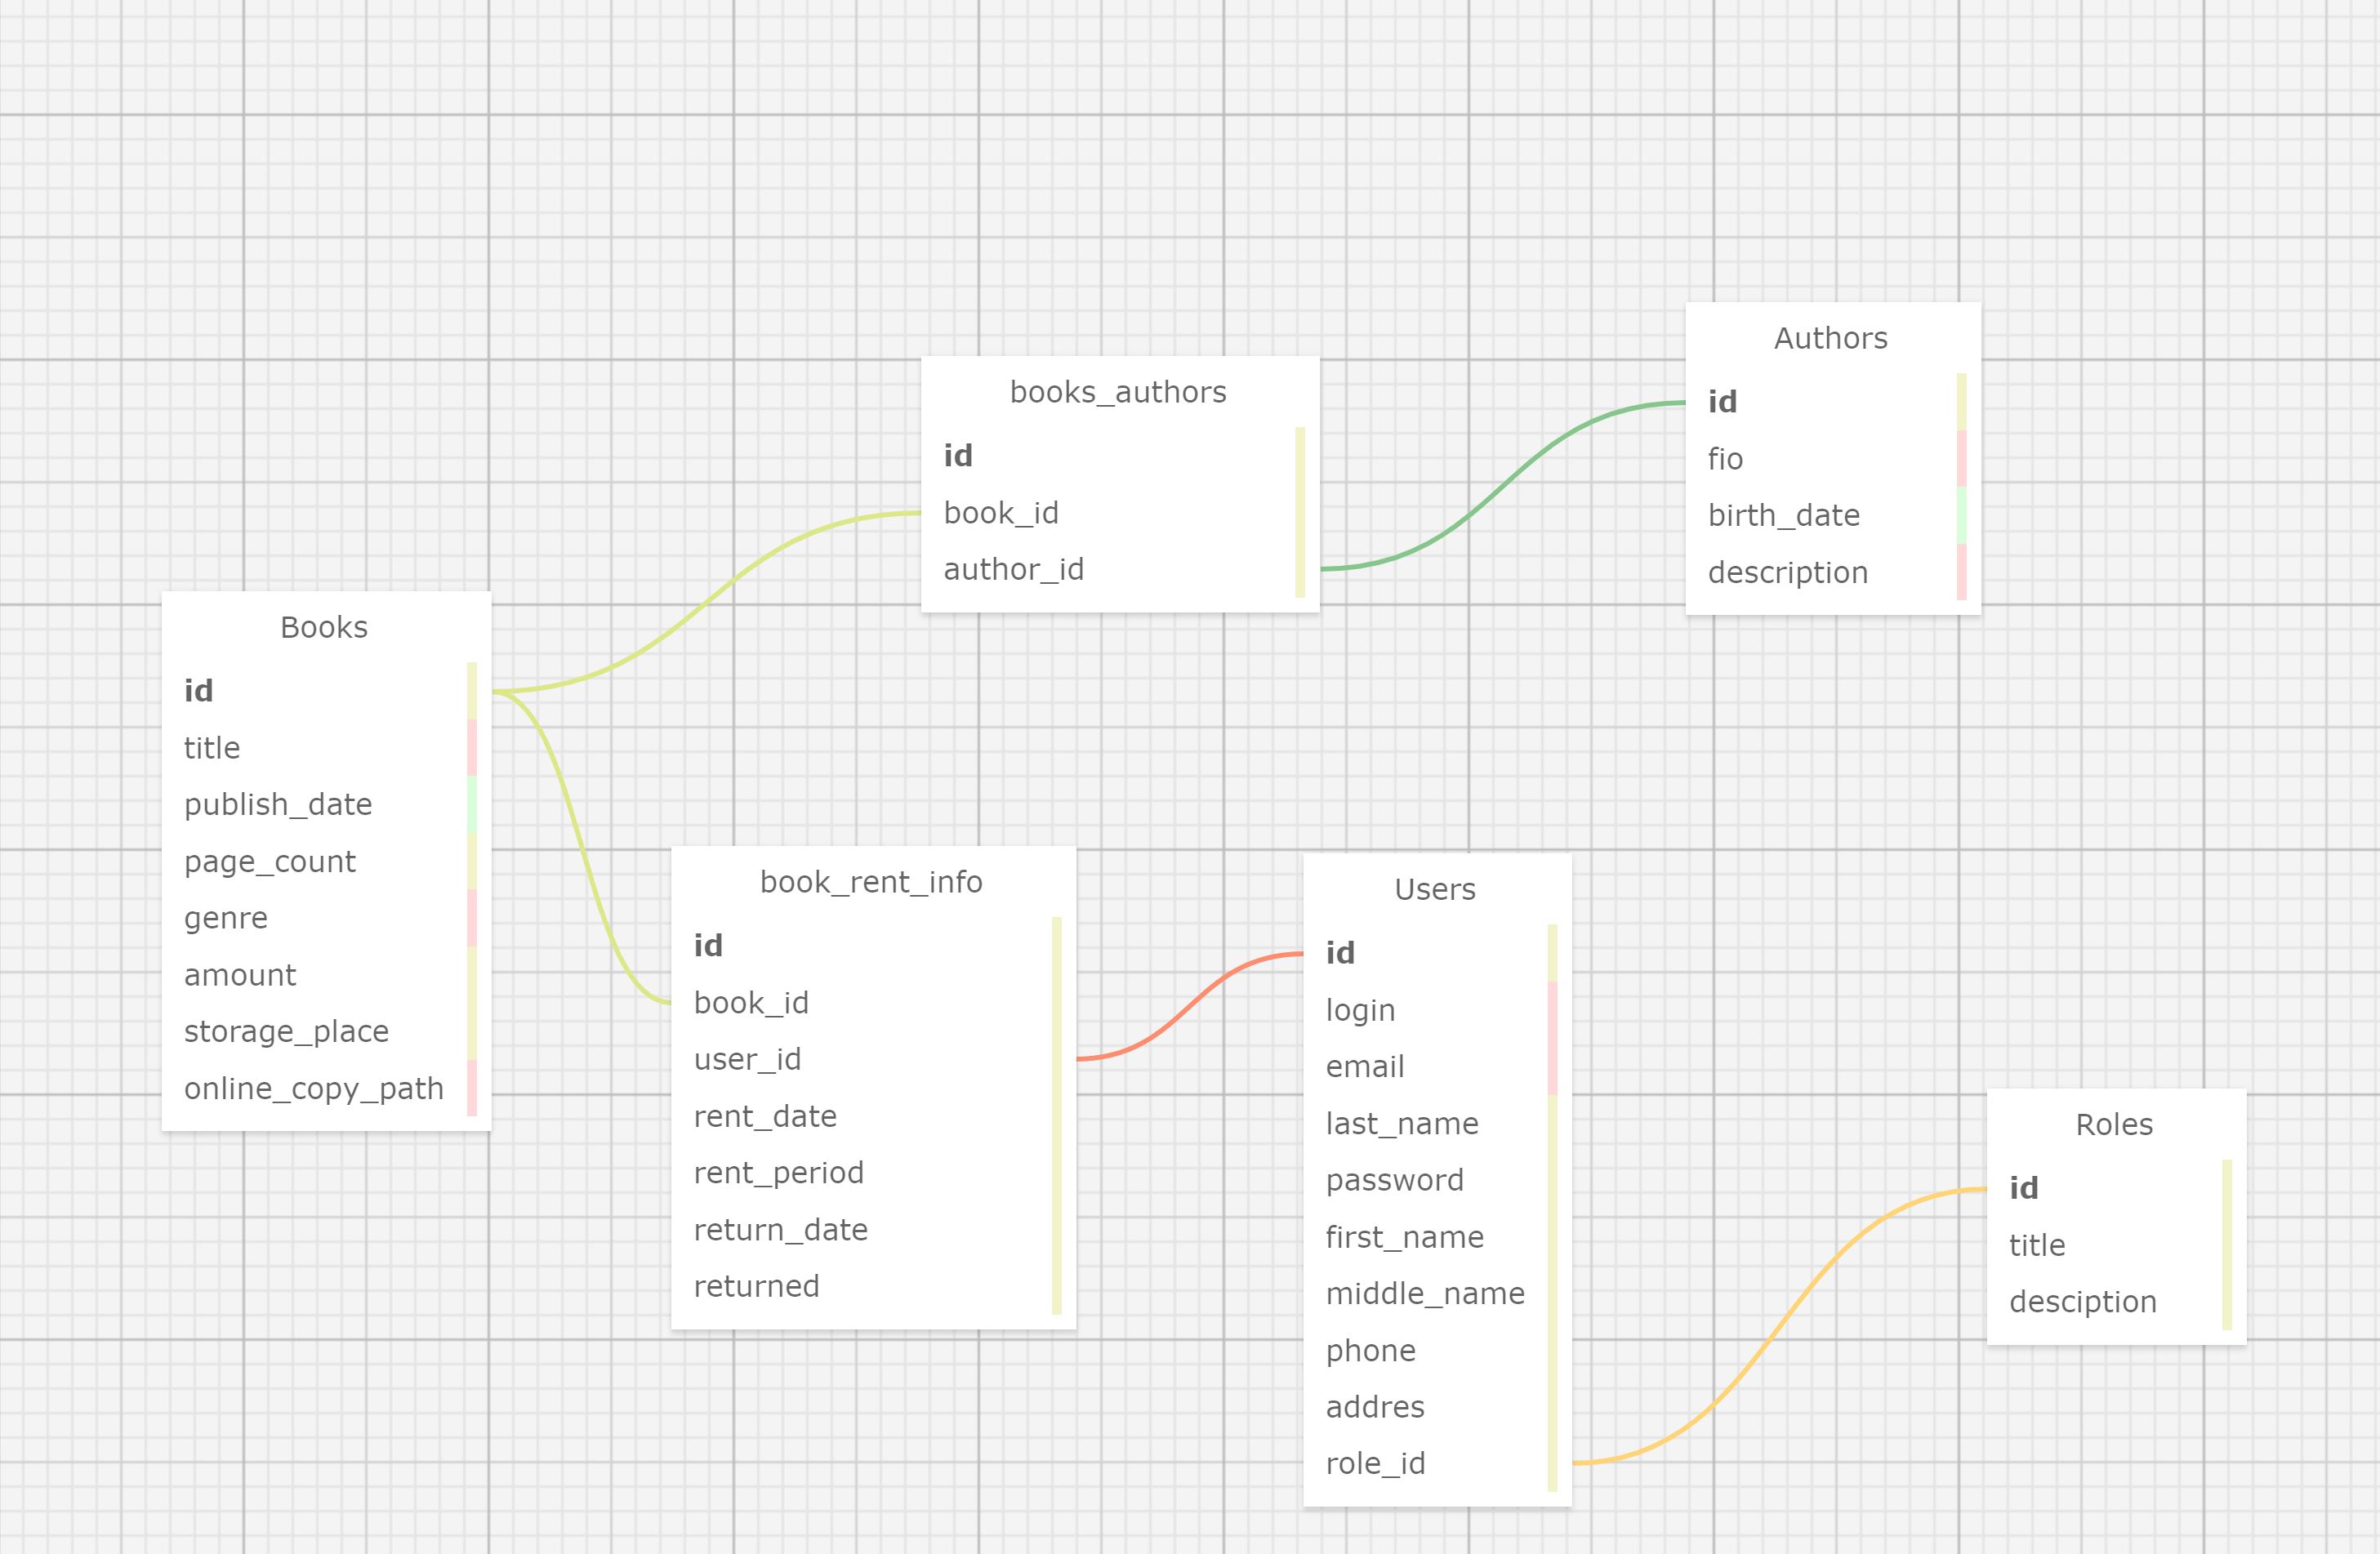 Authors
id
fio
birth_date
description
books_authors
id
book_id
author_id
Books
id
title
publish_date
page_count
genre
amount
storage_place
online_copy_path
book_rent_info
id
book_id
user_id
rent_date
rent_period
return_date
returned
Users
id
login
email
last_name
password
first_name
middle_name
phone
addres
role_id
Roles
id
title
desciption